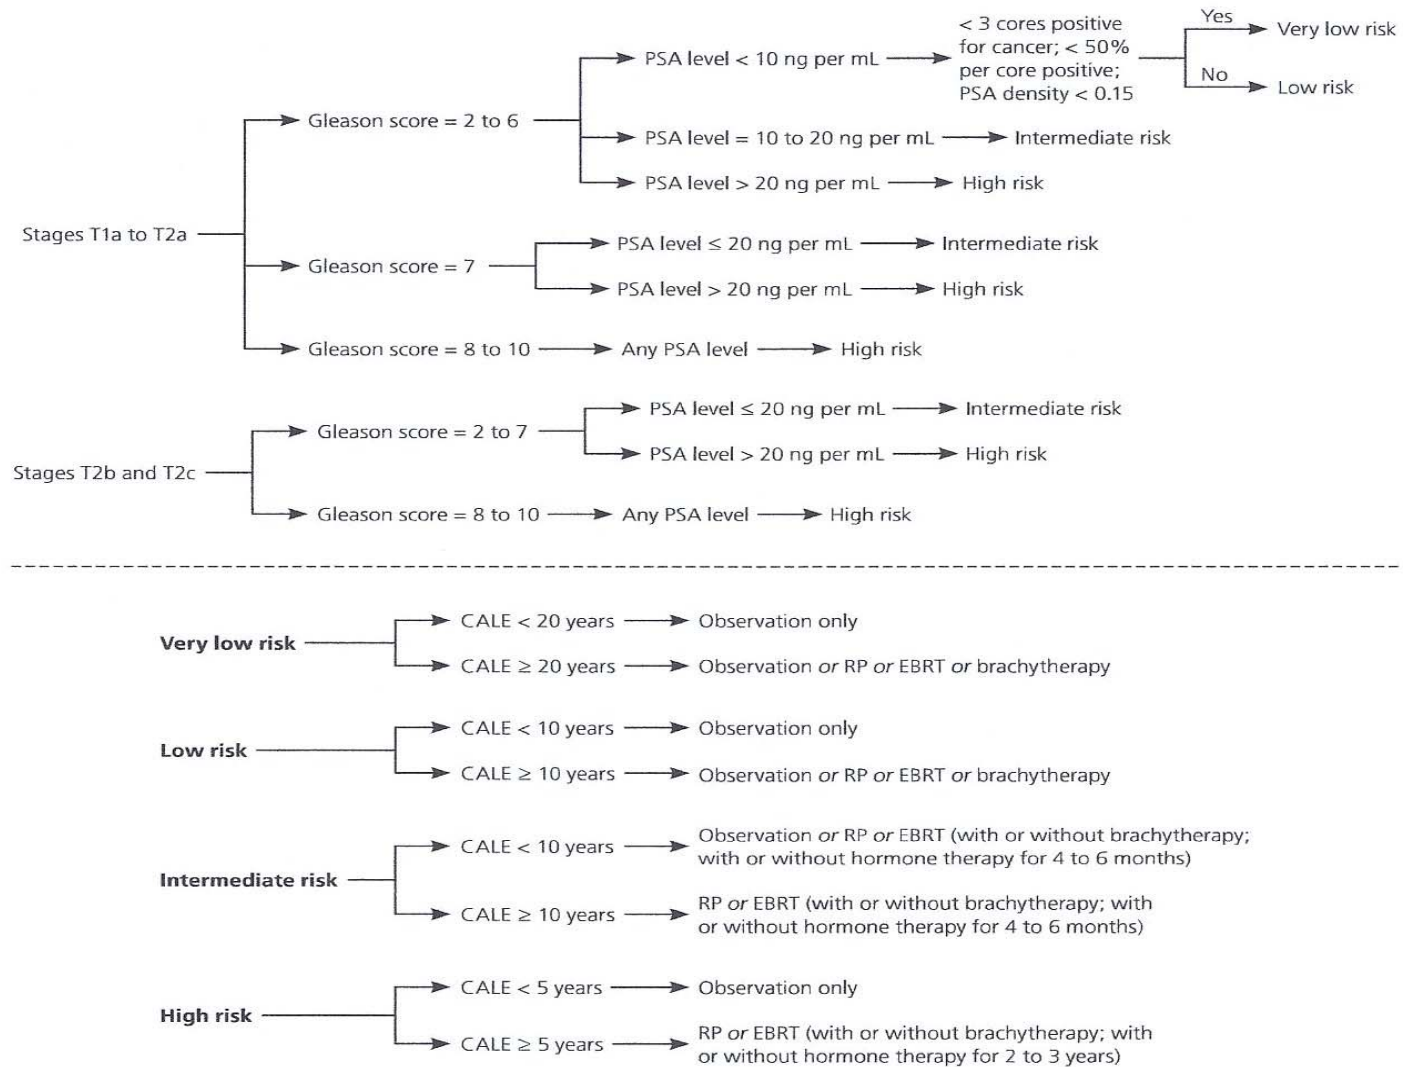 < 3 cores positive
for cancer; < 50%
per core positive;
PSA density < 0.15
Yes
Very low risk
No
Low risk
PSA level < 10 ng per mL
Gleason score = 2 to 6
PSA level = 10 to 20 ng per mL
Intermediate risk
PSA level > 20 ng per mL
High risk
Stages T1a to T2a
Gleason score = 7
PSA level ≤ 20 ng per mL
Intermediate risk
PSA level > 20 ng per mL
High risk
Gleason score = 8 to 10
Any PSA level
High risk
Stages T2b and T2c
Gleason score = 2 to 7
PSA level ≤ 20 ng per mL
Intermediate risk
PSA level > 20 ng per mL
High risk
Gleason score = 8 to 10
Any PSA level
High risk
Very low risk
CALE < 20 years
Observation only
CALE ≥ 20 years
Observation or RP or EBRT or brachytherapy
Low risk
CALE < 10 years
Observation only
CALE ≥ 10 years
Observation or RP or EBRT or brachytherapy
Intermediate risk
CALE < 10 years
Observation or RP or EBRT (with or without brachytherapy;
with or without hormone therapy for 4 to 6 months)
CALE ≥ 10 years
RP or EBRT (with or without brachytherapy; with
or without hormone therapy for 4 to 6 months)
High risk
CALE < 5 years
Observation only
CALE ≥ 5 years
RP or EBRT (with or without brachytherapy; with
or without hormone therapy for 2 to 3 years)